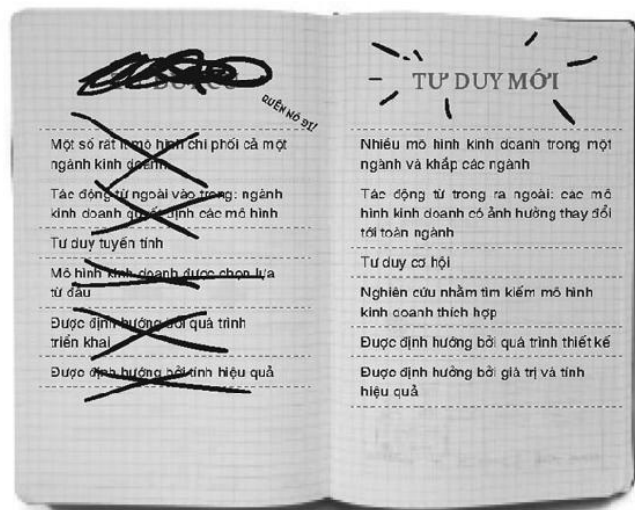 QUÊN NÓ ĐI!
Một số rất ít mô hình chi phối cả một
ngành kinh doanh
Tác động từ ngoài vào trong: ngành
kinh doanh quyết định các mô hình
Tư duy tuyến tính
Mô hình kinh doanh được chọn lựa
từ đầu
Được định hướng bởi quá trình
triển khai
Được định hướng bởi tính hiệu quả
TƯ DUY MỚI
Nhiều mô hình kinh doanh trong một
ngành và khắp các ngành
Tác động từ trong ra ngoài: các mô
hình kinh doanh có ảnh hưởng thay đổi
tới toàn ngành
Tư duy cơ hội
Nghiên cứu nhằm tìm kiếm mô hình
kinh doanh thích hợp
Được định hướng bởi quá trình thiết kế
Được định hướng bởi giá trị và tính
hiệu quả